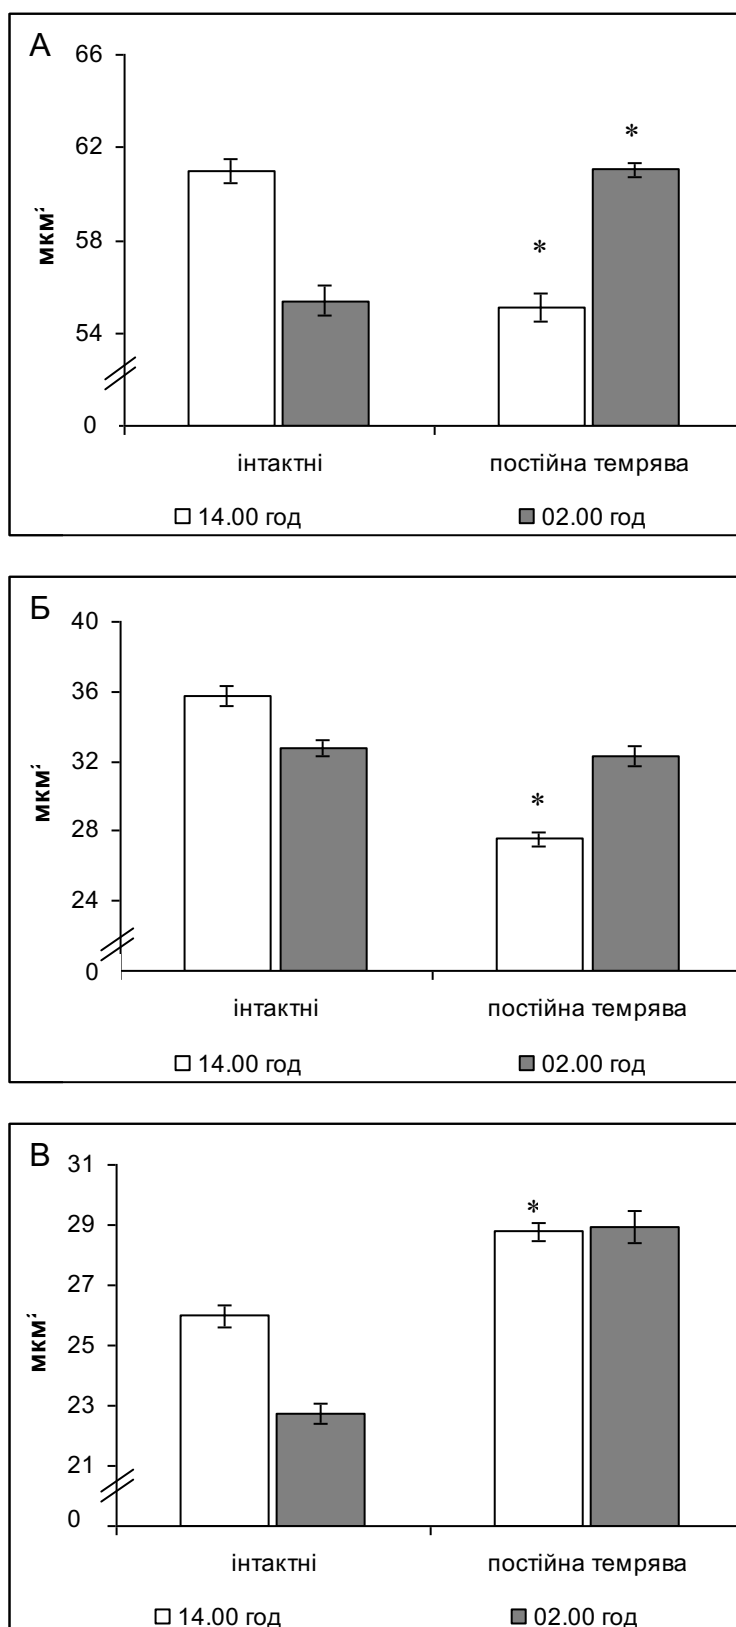 А
66
62
58
54
0
мкм²
*
*
інтактні постійна темрява
14.00 год 02.00 год
Б
40
36
32
28
24
0
мкм²
*
інтактні постійна темрява
14.00 год 02.00 год
В
31
29
27
25
23
21
0
мкм²
*
інтактні постійна темрява
14.00 год 02.00 год